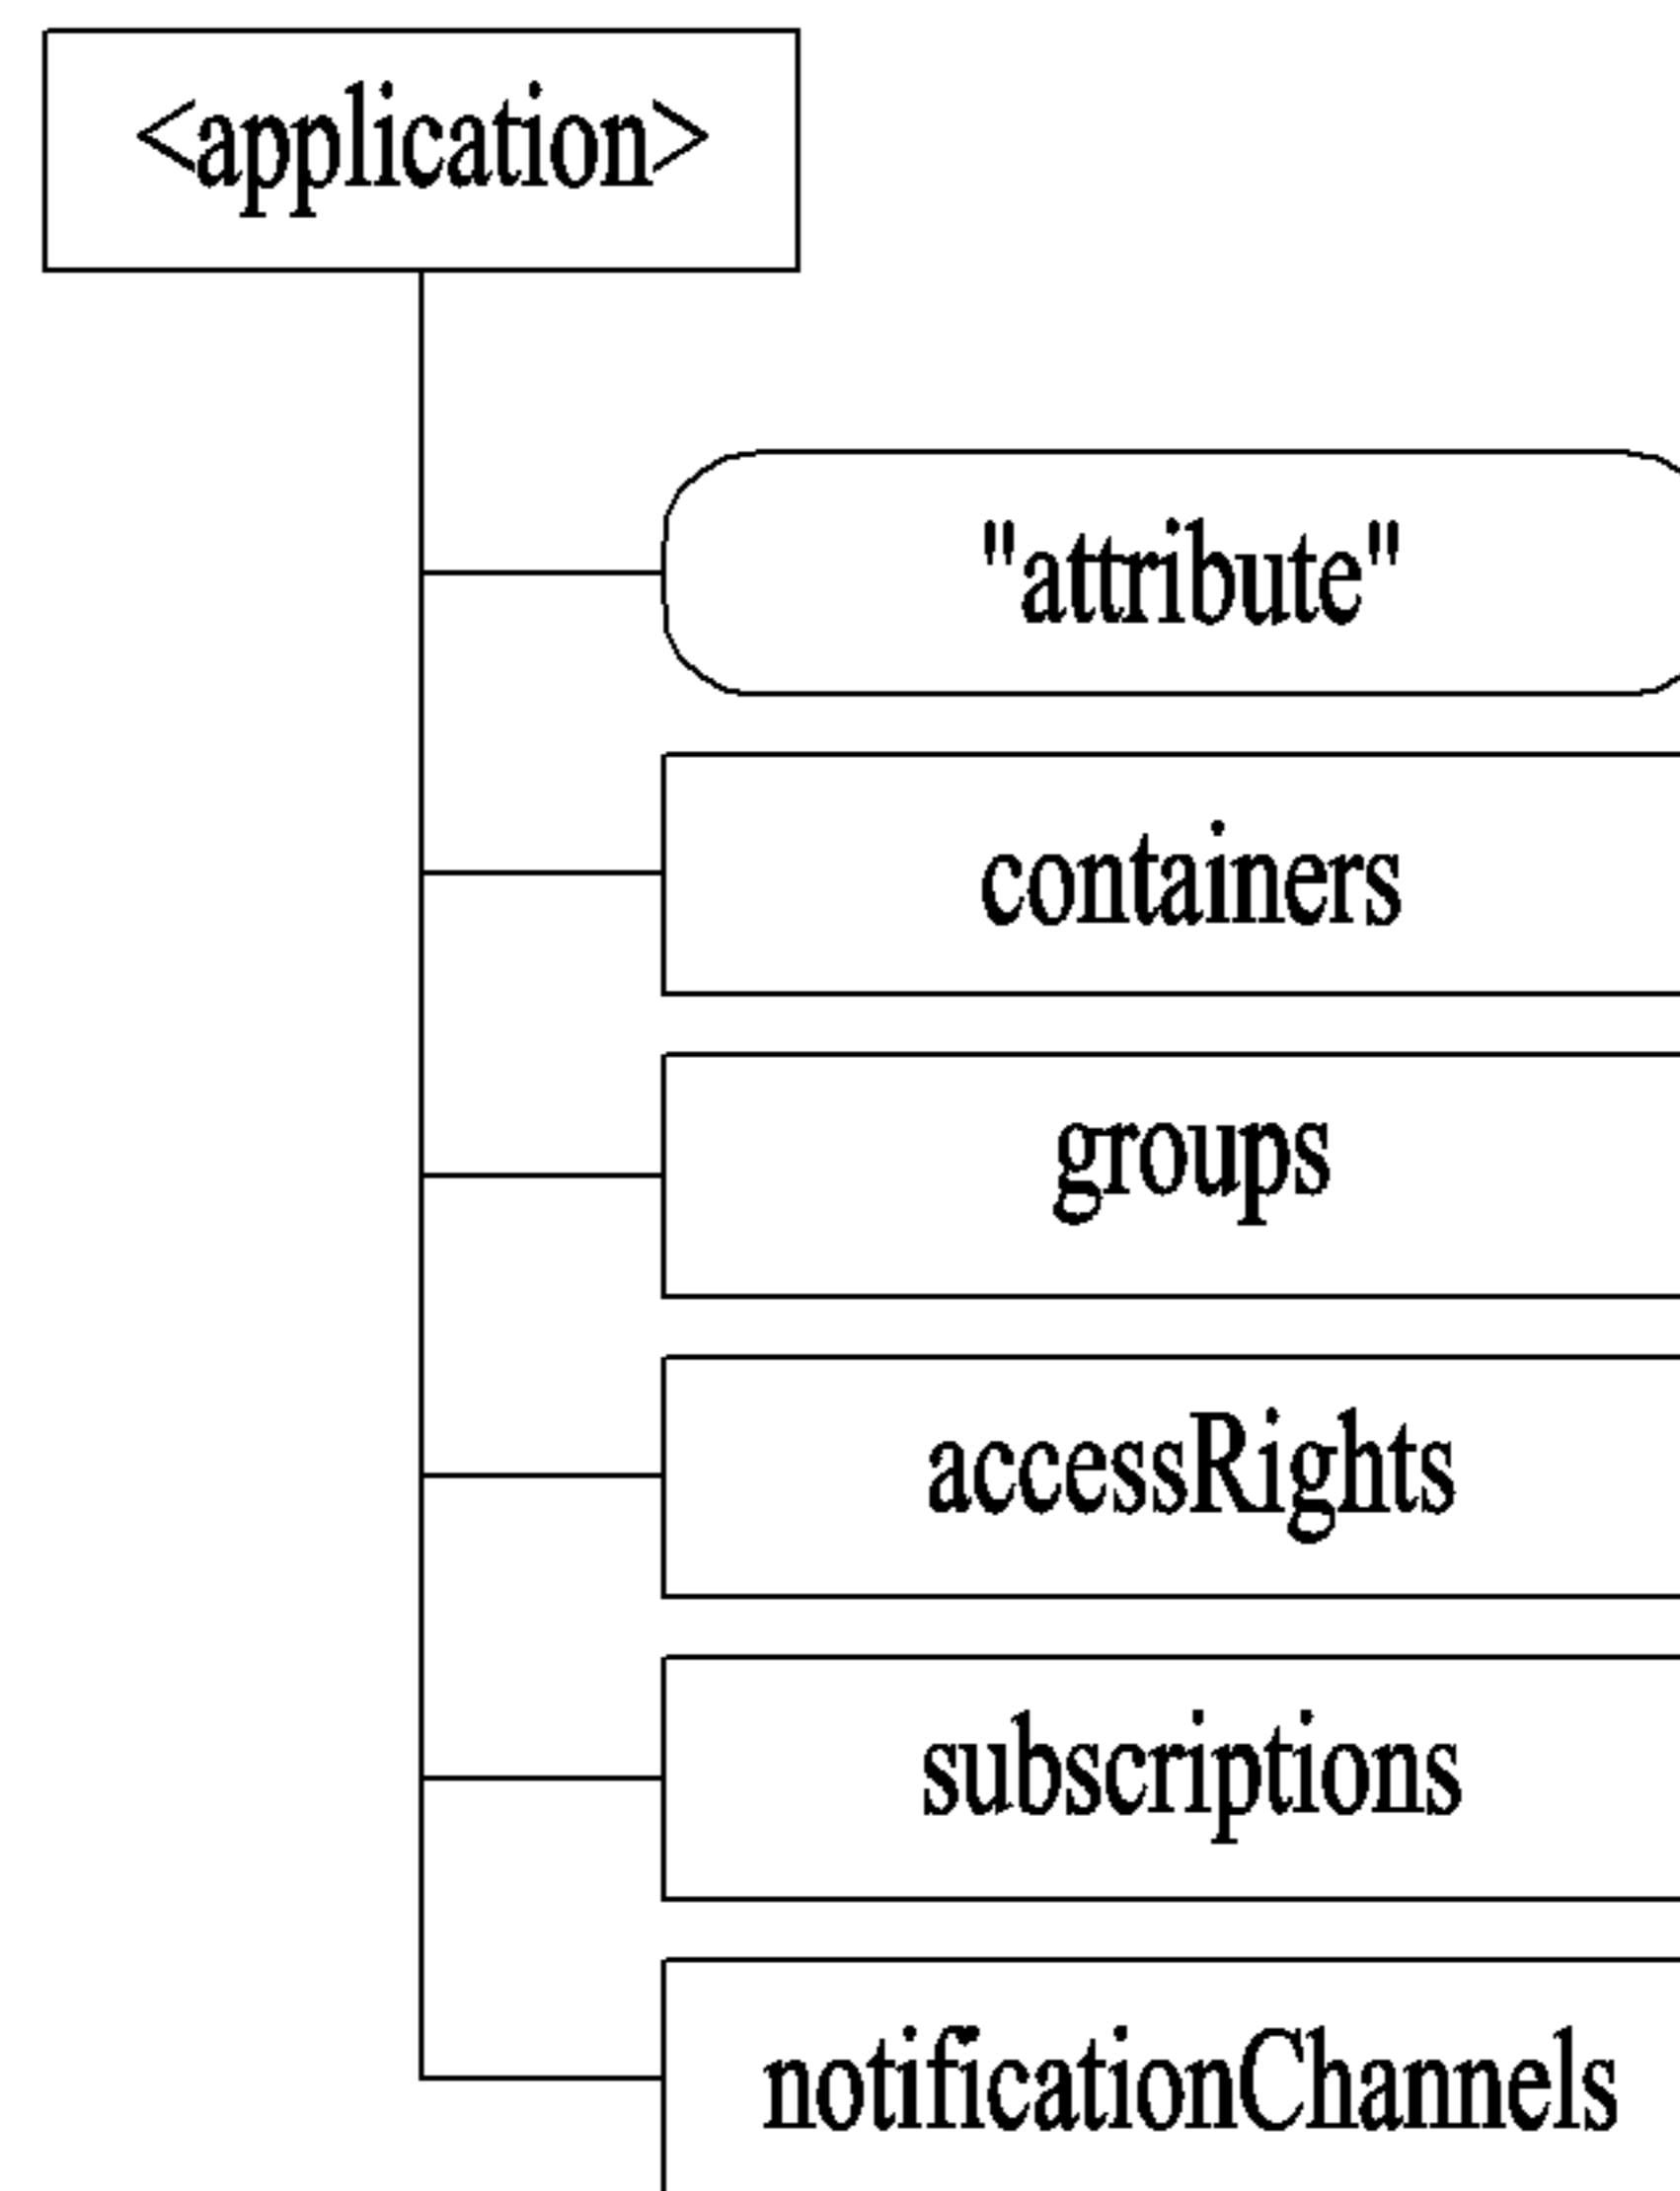 <application>
"attribute"
containers
groups
accessRights
subscriptions
notificationChannels